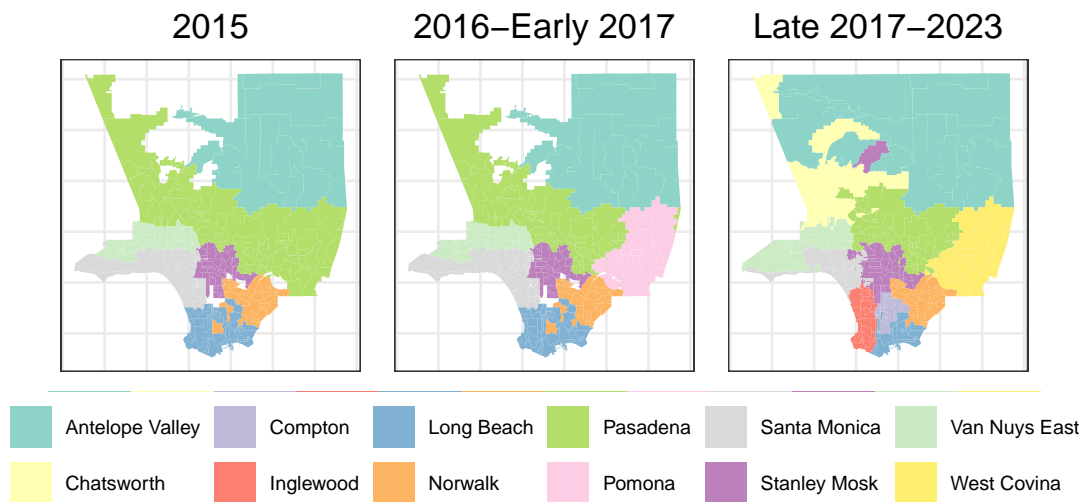 2015 2016–Early 2017 Late 2017–2023
Antelope Valley Compton Long Beach Pasadena Santa Monica Van Nuys East
Chatsworth Inglewood Norwalk Pomona Stanley Mosk West Covina